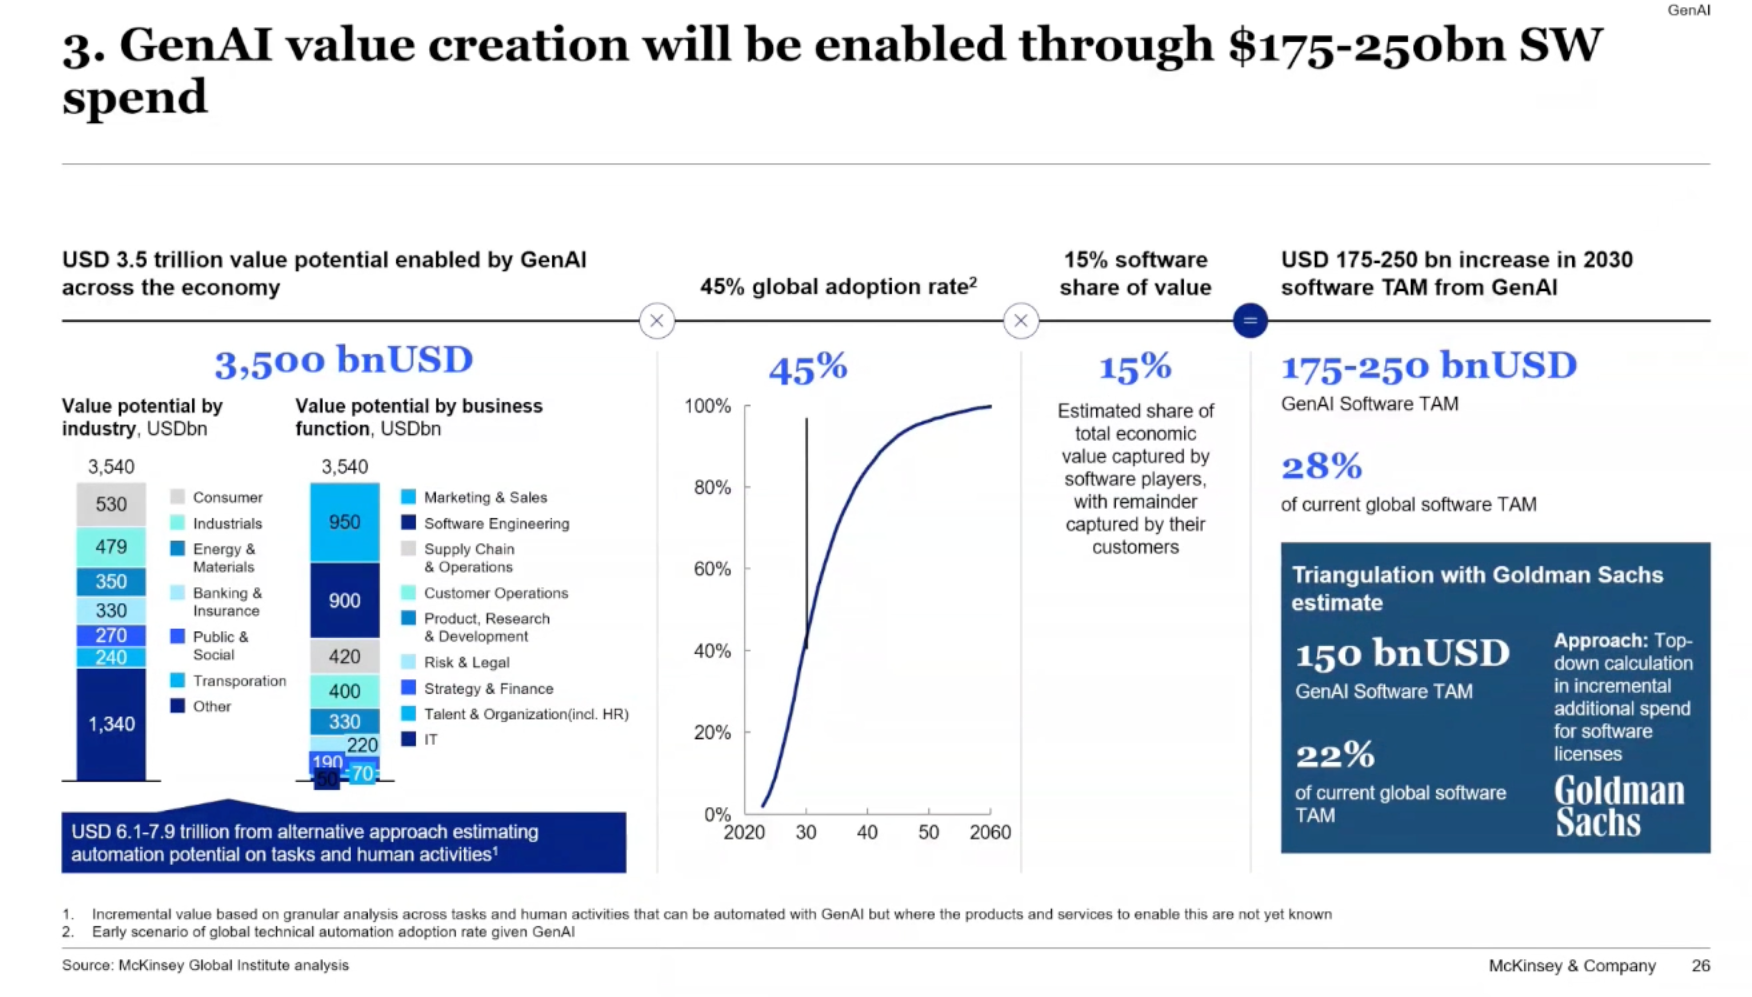 GenAI
3. GenAI value creation will be enabled through $175-250bn SW
spend
USD 3.5 trillion value potential enabled by GenAI
across the economy
45% global adoption rate²
15% software
share of value
USD 175-250 bn increase in 2030
software TAM from GenAI
×
×
=
3,500 bnUSD
Value potential by
industry, USDbn
3,540
530
479
350
330
270
240
1,340
Consumer
Industrials
Energy &
Materials
Banking &
Insurance
Public &
Social
Transporation
Other
Value potential by business
function, USDbn
3,540
950
900
420
400
330
220
190
70
50
Marketing & Sales
Software Engineering
Supply Chain
& Operations
Customer Operations
Product, Research
& Development
Risk & Legal
Strategy & Finance
Talent & Organization(incl. HR)
IT
USD 6.1-7.9 trillion from alternative approach estimating
automation potential on tasks and human activities¹
45%
100%
80%
60%
40%
20%
0%
2020 30 40 50 2060
15%
Estimated share of
total economic
value captured by
software players,
with remainder
captured by their
customers
175-250 bnUSD
GenAI Software TAM
28%
of current global software TAM
Triangulation with Goldman Sachs
estimate
150 bnUSD
GenAI Software TAM
22%
of current global software
TAM
Approach: Top-
down calculation
in incremental
additional spend
for software
licenses
Goldman
Sachs
1. Incremental value based on granular analysis across tasks and human activities that can be automated with GenAI but where the products and services to enable this are not yet known
2. Early scenario of global technical automation adoption rate given GenAI
Source: McKinsey Global Institute analysis
McKinsey & Company 26